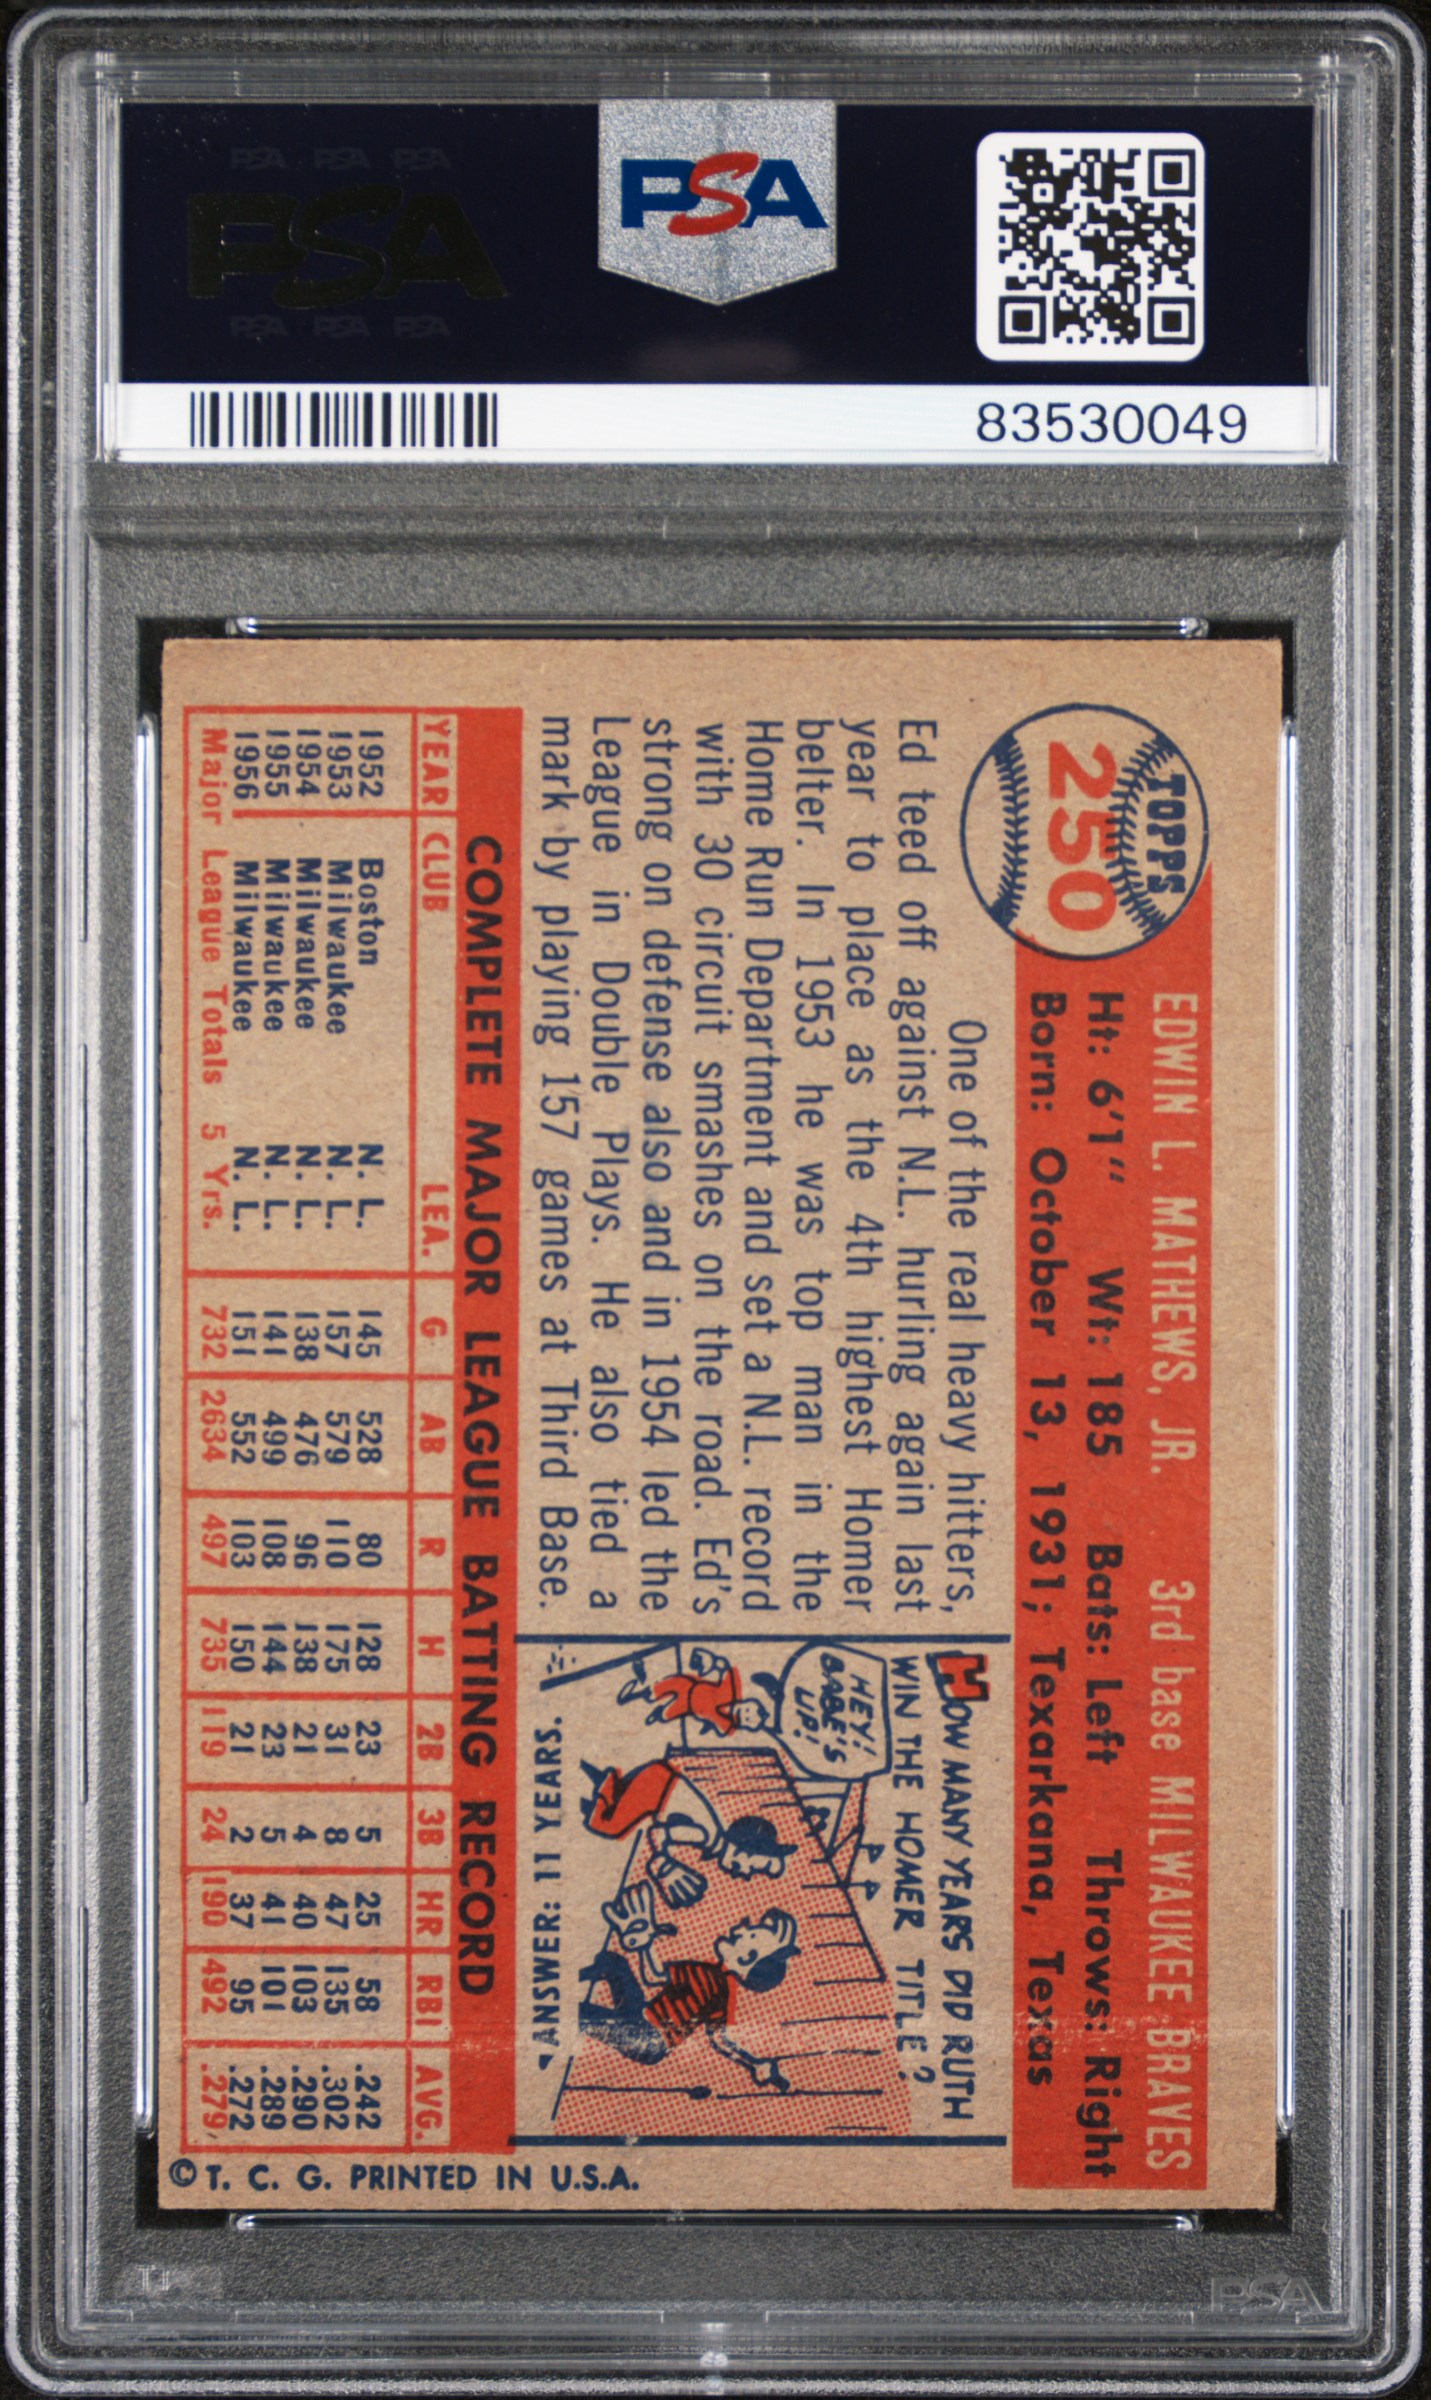 PSA PSA PSA
PSA
PSA PSA PSA
PSA
83530049
TOPPS
250
EDWIN L. MATHEWS, JR. 3rd base MILWAUKEE BRAVES
Ht: 6'1" Wt: 185 Bats: Left Throws: Right
Born: October 13, 1931; Texarkana, Texas
One of the real heavy hitters,
Ed teed off against N.L. hurling again last
year to place as the 4th highest Homer
belter. In 1953 he was top man in the
Home Run Department and set a N.L. record
with 30 circuit smashes on the road. Ed's
strong on defense also and in 1954 led the
League in Double Plays. He also tied a
mark by playing 157 games at Third Base.
HOW MANY YEARS DID RUTH
WIN THE HOMER TITLE?
HEY!
BABE'S
UP!
ANSWER: 11 YEARS.
COMPLETE MAJOR LEAGUE BATTING RECORD
YEAR CLUB LEA. G AB R H 2B 3B HR RBI AVG.
1952 Boston N. L. 145 528 80 128 23 5 25 58 .242
1953 Milwaukee N. L. 157 579 110 175 31 8 47 135 .302
1954 Milwaukee N. L. 138 476 96 138 21 4 40 103 .290
1955 Milwaukee N. L. 141 499 108 144 23 5 41 101 .289
1956 Milwaukee N. L. 151 552 103 150 21 2 37 95 .272
Major League Totals 5 Yrs. 732 2634 497 735 119 24 190 492 .279
© T. C. G. PRINTED IN U.S.A.
PSA